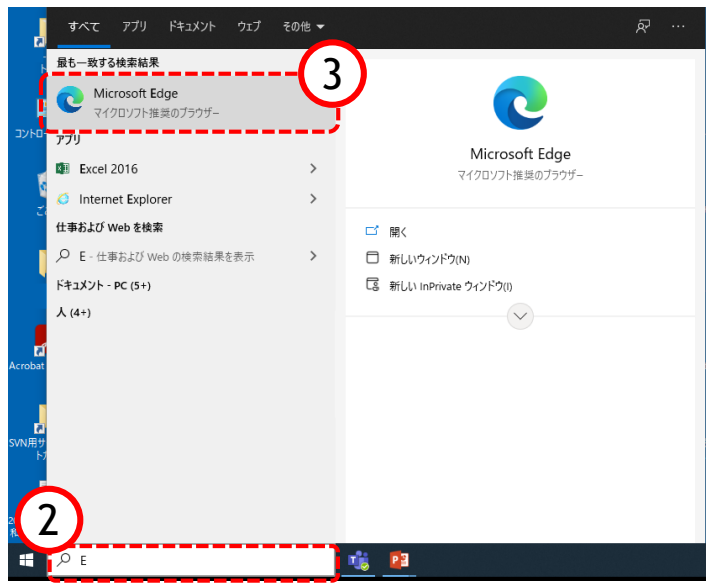 すべて アプリ ドキュメント ウェブ その他
最も一致する検索結果
3
Microsoft Edge
マイクロソフト推奨のブラウザー
アプリ
Excel 2016
Internet Explorer
仕事および Web を検索
E - 仕事および Web の検索結果を表示
ドキュメント - PC (5+)
人 (4+)
Microsoft Edge
マイクロソフト推奨のブラウザー
開く
新しいウィンドウ(N)
新しい InPrivate ウィンドウ(I)
コントロー
Acrobat
SVN用サ
2
E